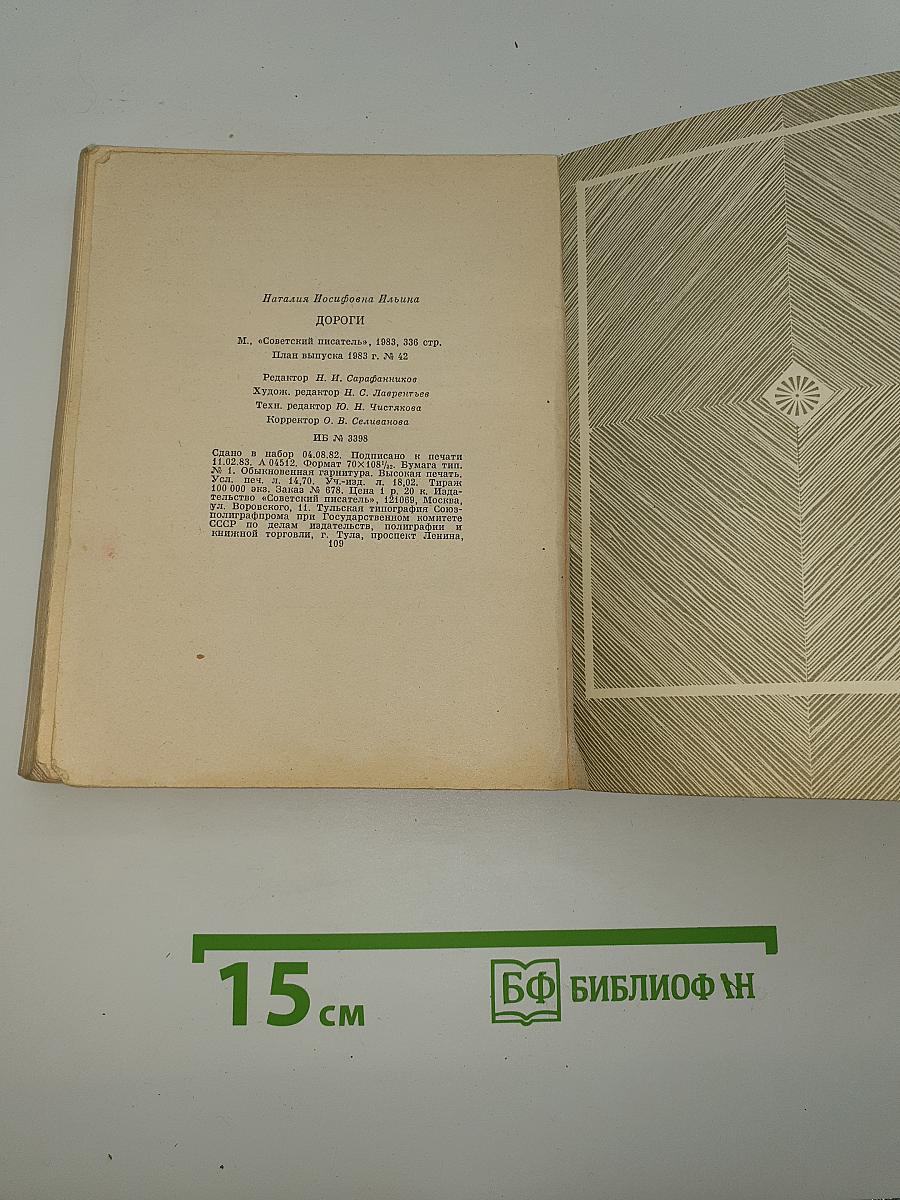 Наталия Иосифовна Ильина
ДОРОГИ
М., «Советский писатель», 1983, 336 стр.
План выпуска 1983 г. № 42
Редактор Н. И. Сарафанников
Худож. редактор Н. С. Лаврентьев
Техн. редактор Ю. Н. Чистякова
Корректор О. В. Селиванова
ИБ № 3398
Сдано в набор 04.08.82. Подписано к печати
11.02.83. А 04512. Формат 70×108¹/₃₂. Бумага тип.
№ 1. Обыкновенная гарнитура. Высокая печать.
Усл. печ. л. 14,70. Уч.-изд. л. 18,02. Тираж
100 000 экз. Заказ № 678. Цена 1 р. 20 к. Изда-
тельство «Советский писатель», 121069, Москва,
ул. Воровского, 11. Тульская типография Союз-
полиграфпрома при Государственном комитете
СССР по делам издательств, полиграфии и
книжной торговли, г. Тула, проспект Ленина,
109
15 см
БФ БИБЛИОФАН